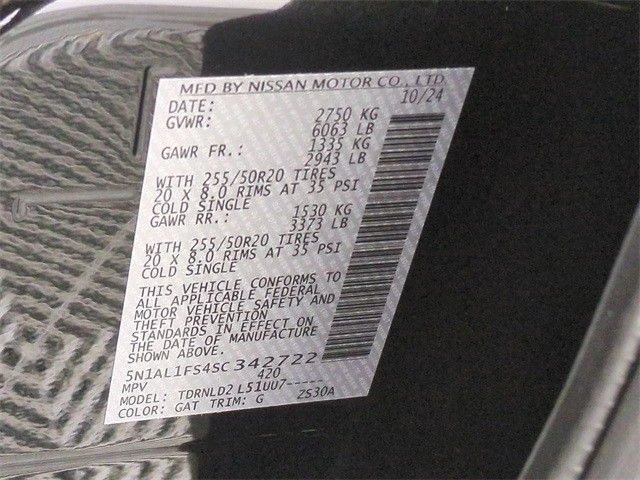 MFD BY NISSAN MOTOR CO., LTD.
DATE: 10/24
GVWR: 2750 KG
6063 LB
GAWR FR.: 1335 KG
2943 LB
WITH 255/50R20 TIRES
20 X 8.0 RIMS AT 35 PSI
COLD SINGLE
GAWR RR.: 1530 KG
3373 LB
WITH 255/50R20 TIRES
20 X 8.0 RIMS AT 35 PSI
COLD SINGLE
THIS VEHICLE CONFORMS TO
ALL APPLICABLE FEDERAL
MOTOR VEHICLE SAFETY AND
THEFT PREVENTION
STANDARDS IN EFFECT ON
THE DATE OF MANUFACTURE
SHOWN ABOVE.
5N1AL1FS4SC342722
MPV 420
MODEL: TDRNLD2 L51UU7-----
COLOR: GAT TRIM: G ZS30A